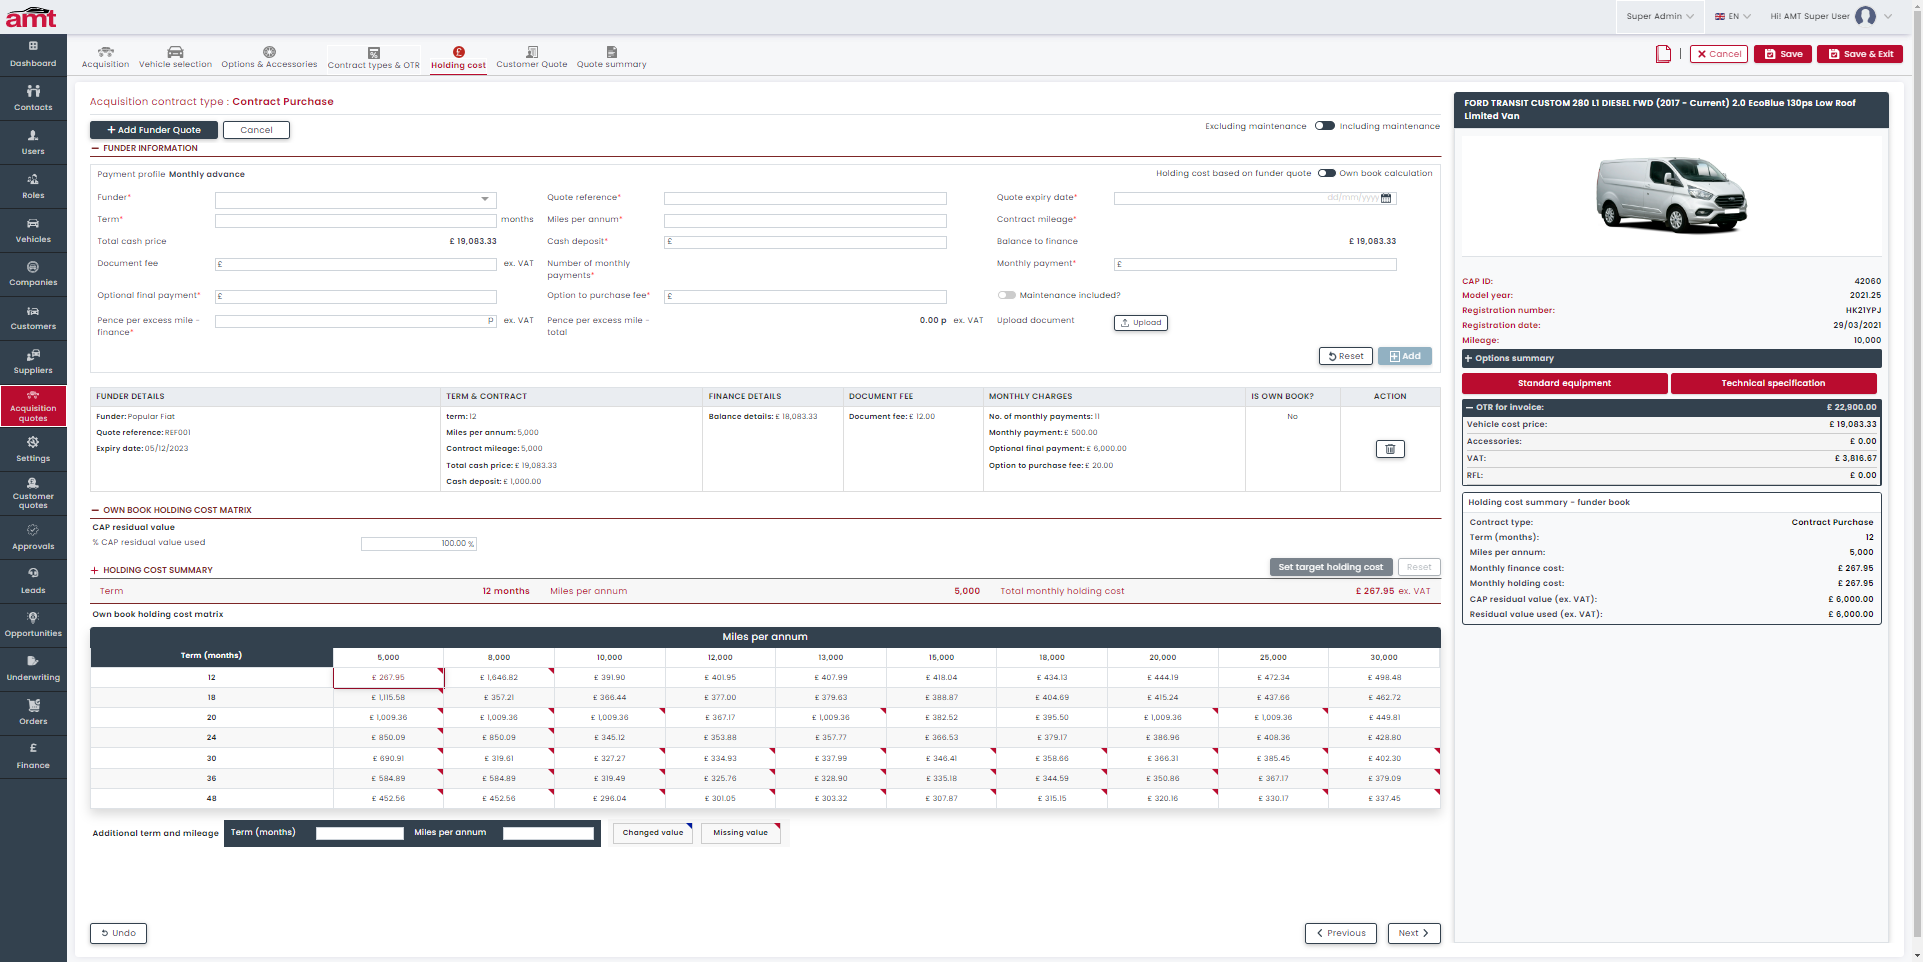 amt
Super Admin
EN
Hi! AMT Super User
Dashboard
Contacts
Users
Roles
Vehicles
Companies
Customers
Suppliers
Acquisition quotes
Settings
Customer quotes
Approvals
Leads
Opportunities
Underwriting
Orders
Finance
Acquisition
Vehicle selection
Options & Accessories
Contract types & OTR
Holding cost
Customer Quote
Quote summary
Cancel
Save
Save & Exit
Acquisition contract type : Contract Purchase
+ Add Funder Quote
Cancel
Excluding maintenance
Including maintenance
FUNDER INFORMATION
Payment profile Monthly advance
Holding cost based on funder quote
Own book calculation
Funder*
Quote reference*
Quote expiry date*
dd/mm/yyyy
Term*
months
Miles per annum*
Contract mileage*
Total cash price
£ 19,083.33
Cash deposit*
£
Balance to finance
£ 19,083.33
Document fee
£
ex. VAT
Number of monthly payments*
Monthly payment*
£
Optional final payment*
£
Option to purchase fee*
£
Maintenance included?
Pence per excess mile - finance*
p
ex. VAT
Pence per excess mile - total
0.00 p
ex. VAT
Upload document
Upload
Reset
Add
FUNDER DETAILS
TERM & CONTRACT
FINANCE DETAILS
DOCUMENT FEE
MONTHLY CHARGES
IS OWN BOOK?
ACTION
Funder: Popular Fiat
Quote reference: REF001
Expiry date: 05/12/2023
term: 12
Miles per annum: 5,000
Contract mileage: 5,000
Total cash price: £ 19,083.33
Cash deposit: £ 1,000.00
Balance details: £ 18,083.33
Document fee: £ 12.00
No. of monthly payments: 11
Monthly payment: £ 500.00
Optional final payment: £ 6,000.00
Option to purchase fee: £ 20.00
No
OWN BOOK HOLDING COST MATRIX
CAP residual value
% CAP residual value used
100.00 %
HOLDING COST SUMMARY
Set target holding cost
Reset
Term
12 months
Miles per annum
5,000
Total monthly holding cost
£ 267.95 ex. VAT
Own book holding cost matrix
Miles per annum
Term (months)
5,000 8,000 10,000 12,000 13,000 15,000 18,000 20,000 25,000 30,000
12 £ 267.95 £ 1,646.82 £ 391.90 £ 401.95 £ 407.99 £ 418.04 £ 434.13 £ 444.19 £ 472.34 £ 498.48
18 £ 1,115.58 £ 357.21 £ 366.44 £ 377.00 £ 379.63 £ 388.87 £ 404.69 £ 415.24 £ 437.66 £ 462.72
20 £ 1,009.36 £ 1,009.36 £ 1,009.36 £ 367.17 £ 1,009.36 £ 382.52 £ 395.50 £ 1,009.36 £ 1,009.36 £ 449.81
24 £ 850.09 £ 850.09 £ 345.12 £ 353.88 £ 357.77 £ 366.53 £ 379.17 £ 386.96 £ 408.36 £ 428.80
30 £ 690.91 £ 319.61 £ 327.27 £ 334.93 £ 337.99 £ 346.41 £ 358.66 £ 366.31 £ 385.45 £ 402.30
36 £ 584.89 £ 584.89 £ 319.49 £ 325.76 £ 328.90 £ 335.18 £ 344.59 £ 350.86 £ 367.17 £ 379.09
48 £ 452.56 £ 452.56 £ 296.04 £ 301.05 £ 303.32 £ 307.87 £ 315.15 £ 320.16 £ 330.17 £ 337.45
Additional term and mileage
Term (months)
Miles per annum
Changed value
Missing value
Undo
Previous
Next
FORD TRANSIT CUSTOM 280 L1 DIESEL FWD (2017 - Current) 2.0 EcoBlue 130ps Low Roof
Limited Van
CAP ID: 42060
Model year: 2021.25
Registration number: HK21YPJ
Registration date: 29/03/2021
Mileage: 10,000
+ Options summary
Standard equipment
Technical specification
OTR for invoice: £ 22,900.00
Vehicle cost price: £ 19,083.33
Accessories: £ 0.00
VAT: £ 3,816.67
RFL: £ 0.00
Holding cost summary - funder book
Contract type: Contract Purchase
Term (months): 12
Miles per annum: 5,000
Monthly finance cost: £ 267.95
Monthly holding cost: £ 267.95
CAP residual value (ex. VAT): £ 6,000.00
Residual value used (ex. VAT): £ 6,000.00